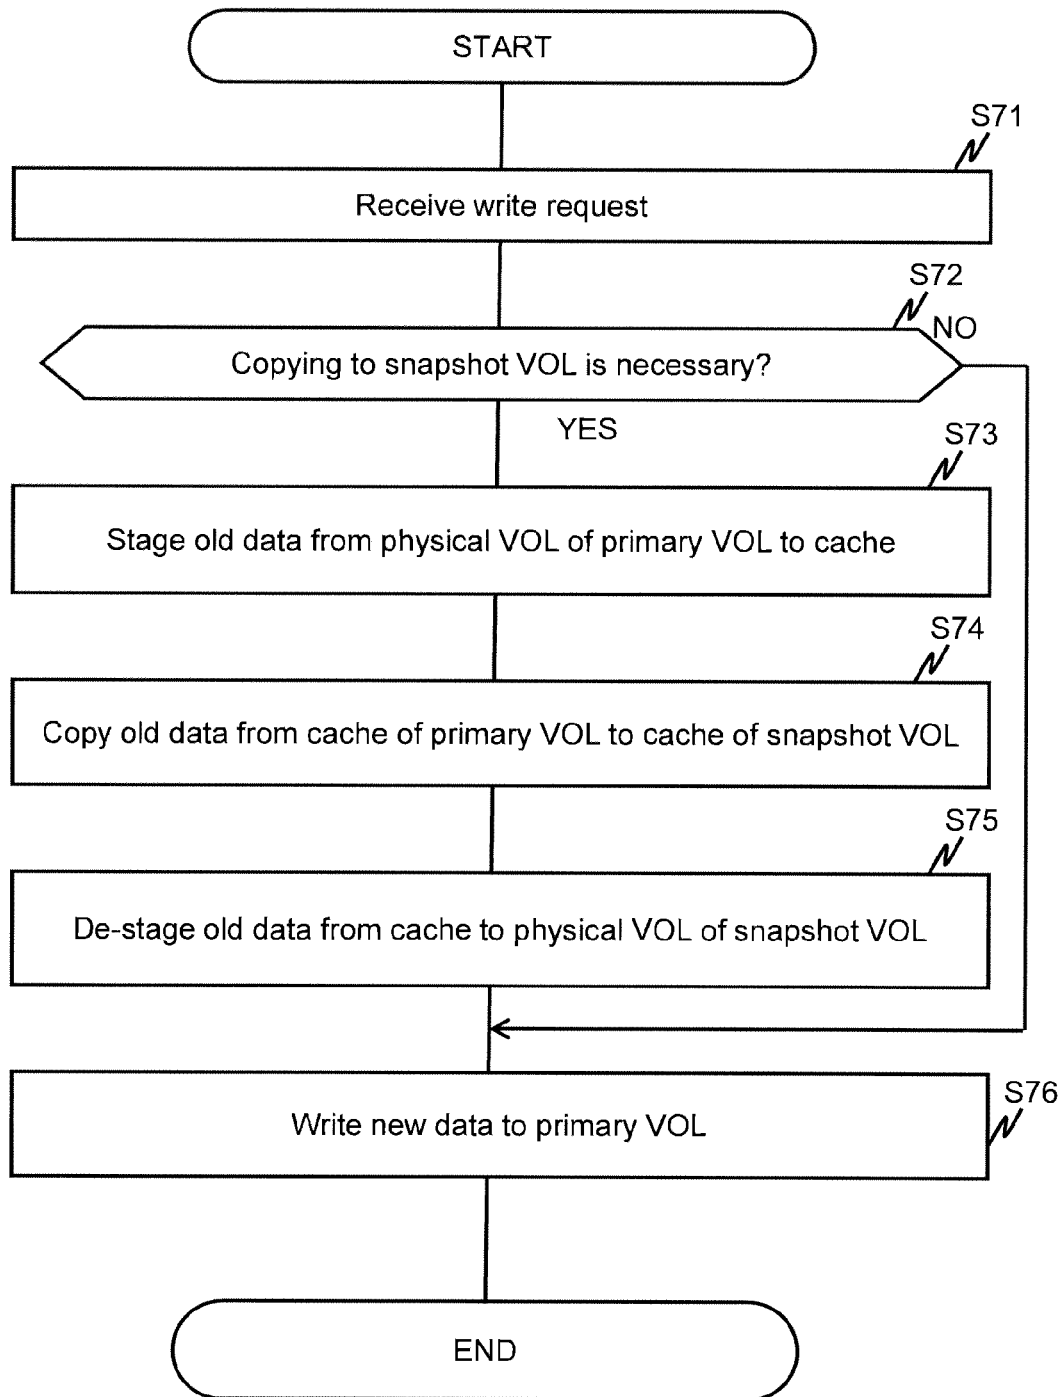 START
S71
Receive write request
S72
NO
Copying to snapshot VOL is necessary?
YES
S73
Stage old data from physical VOL of primary VOL to cache
S74
Copy old data from cache of primary VOL to cache of snapshot VOL
S75
De-stage old data from cache to physical VOL of snapshot VOL
S76
Write new data to primary VOL
END